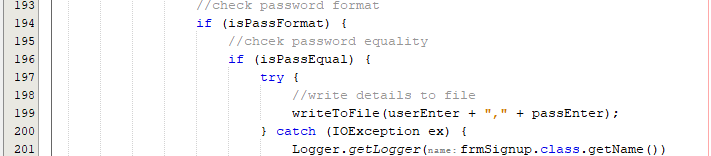 193 //check password format
194 if (isPassFormat) {
195 //chcek password equality
196 if (isPassEqual) {
197 try {
198 //write details to file
199 writeToFile(userEnter + "," + passEnter);
200 } catch (IOException ex) {
201 Logger.getLogger(name: frmSignup.class.getName())